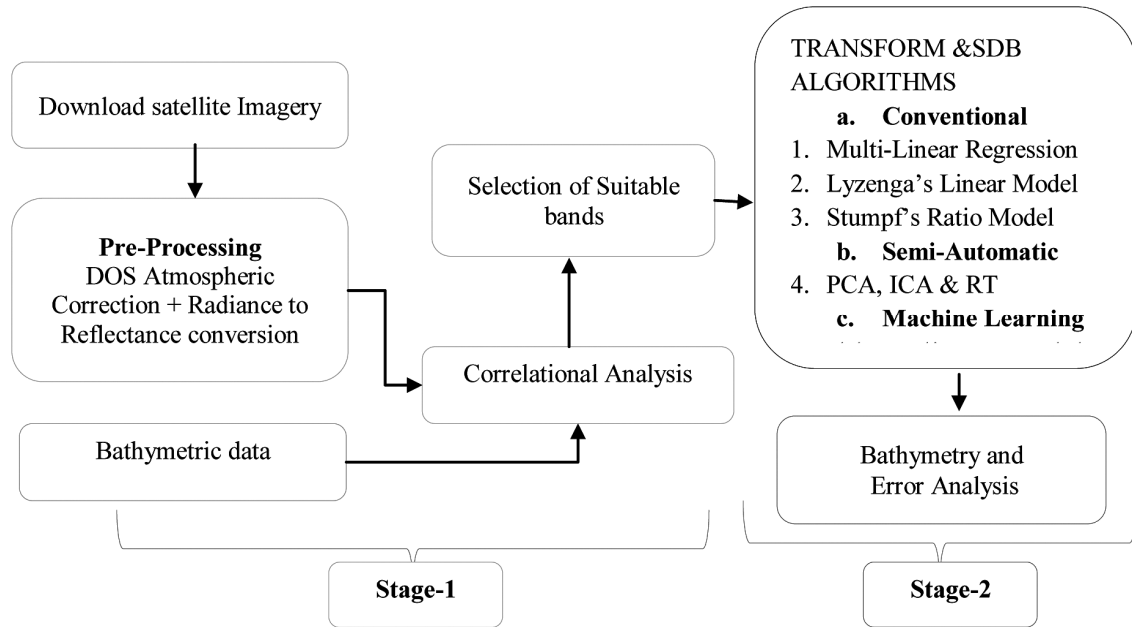 Download satellite Imagery
Pre-Processing
DOS Atmospheric
Correction + Radiance to
Reflectance conversion
Bathymetric data
Correlational Analysis
Selection of Suitable
bands
TRANSFORM &SDB
ALGORITHMS
a. Conventional
1. Multi-Linear Regression
2. Lyzenga's Linear Model
3. Stumpf's Ratio Model
b. Semi-Automatic
4. PCA, ICA & RT
c. Machine Learning
Bathymetry and
Error Analysis
Stage-1
Stage-2